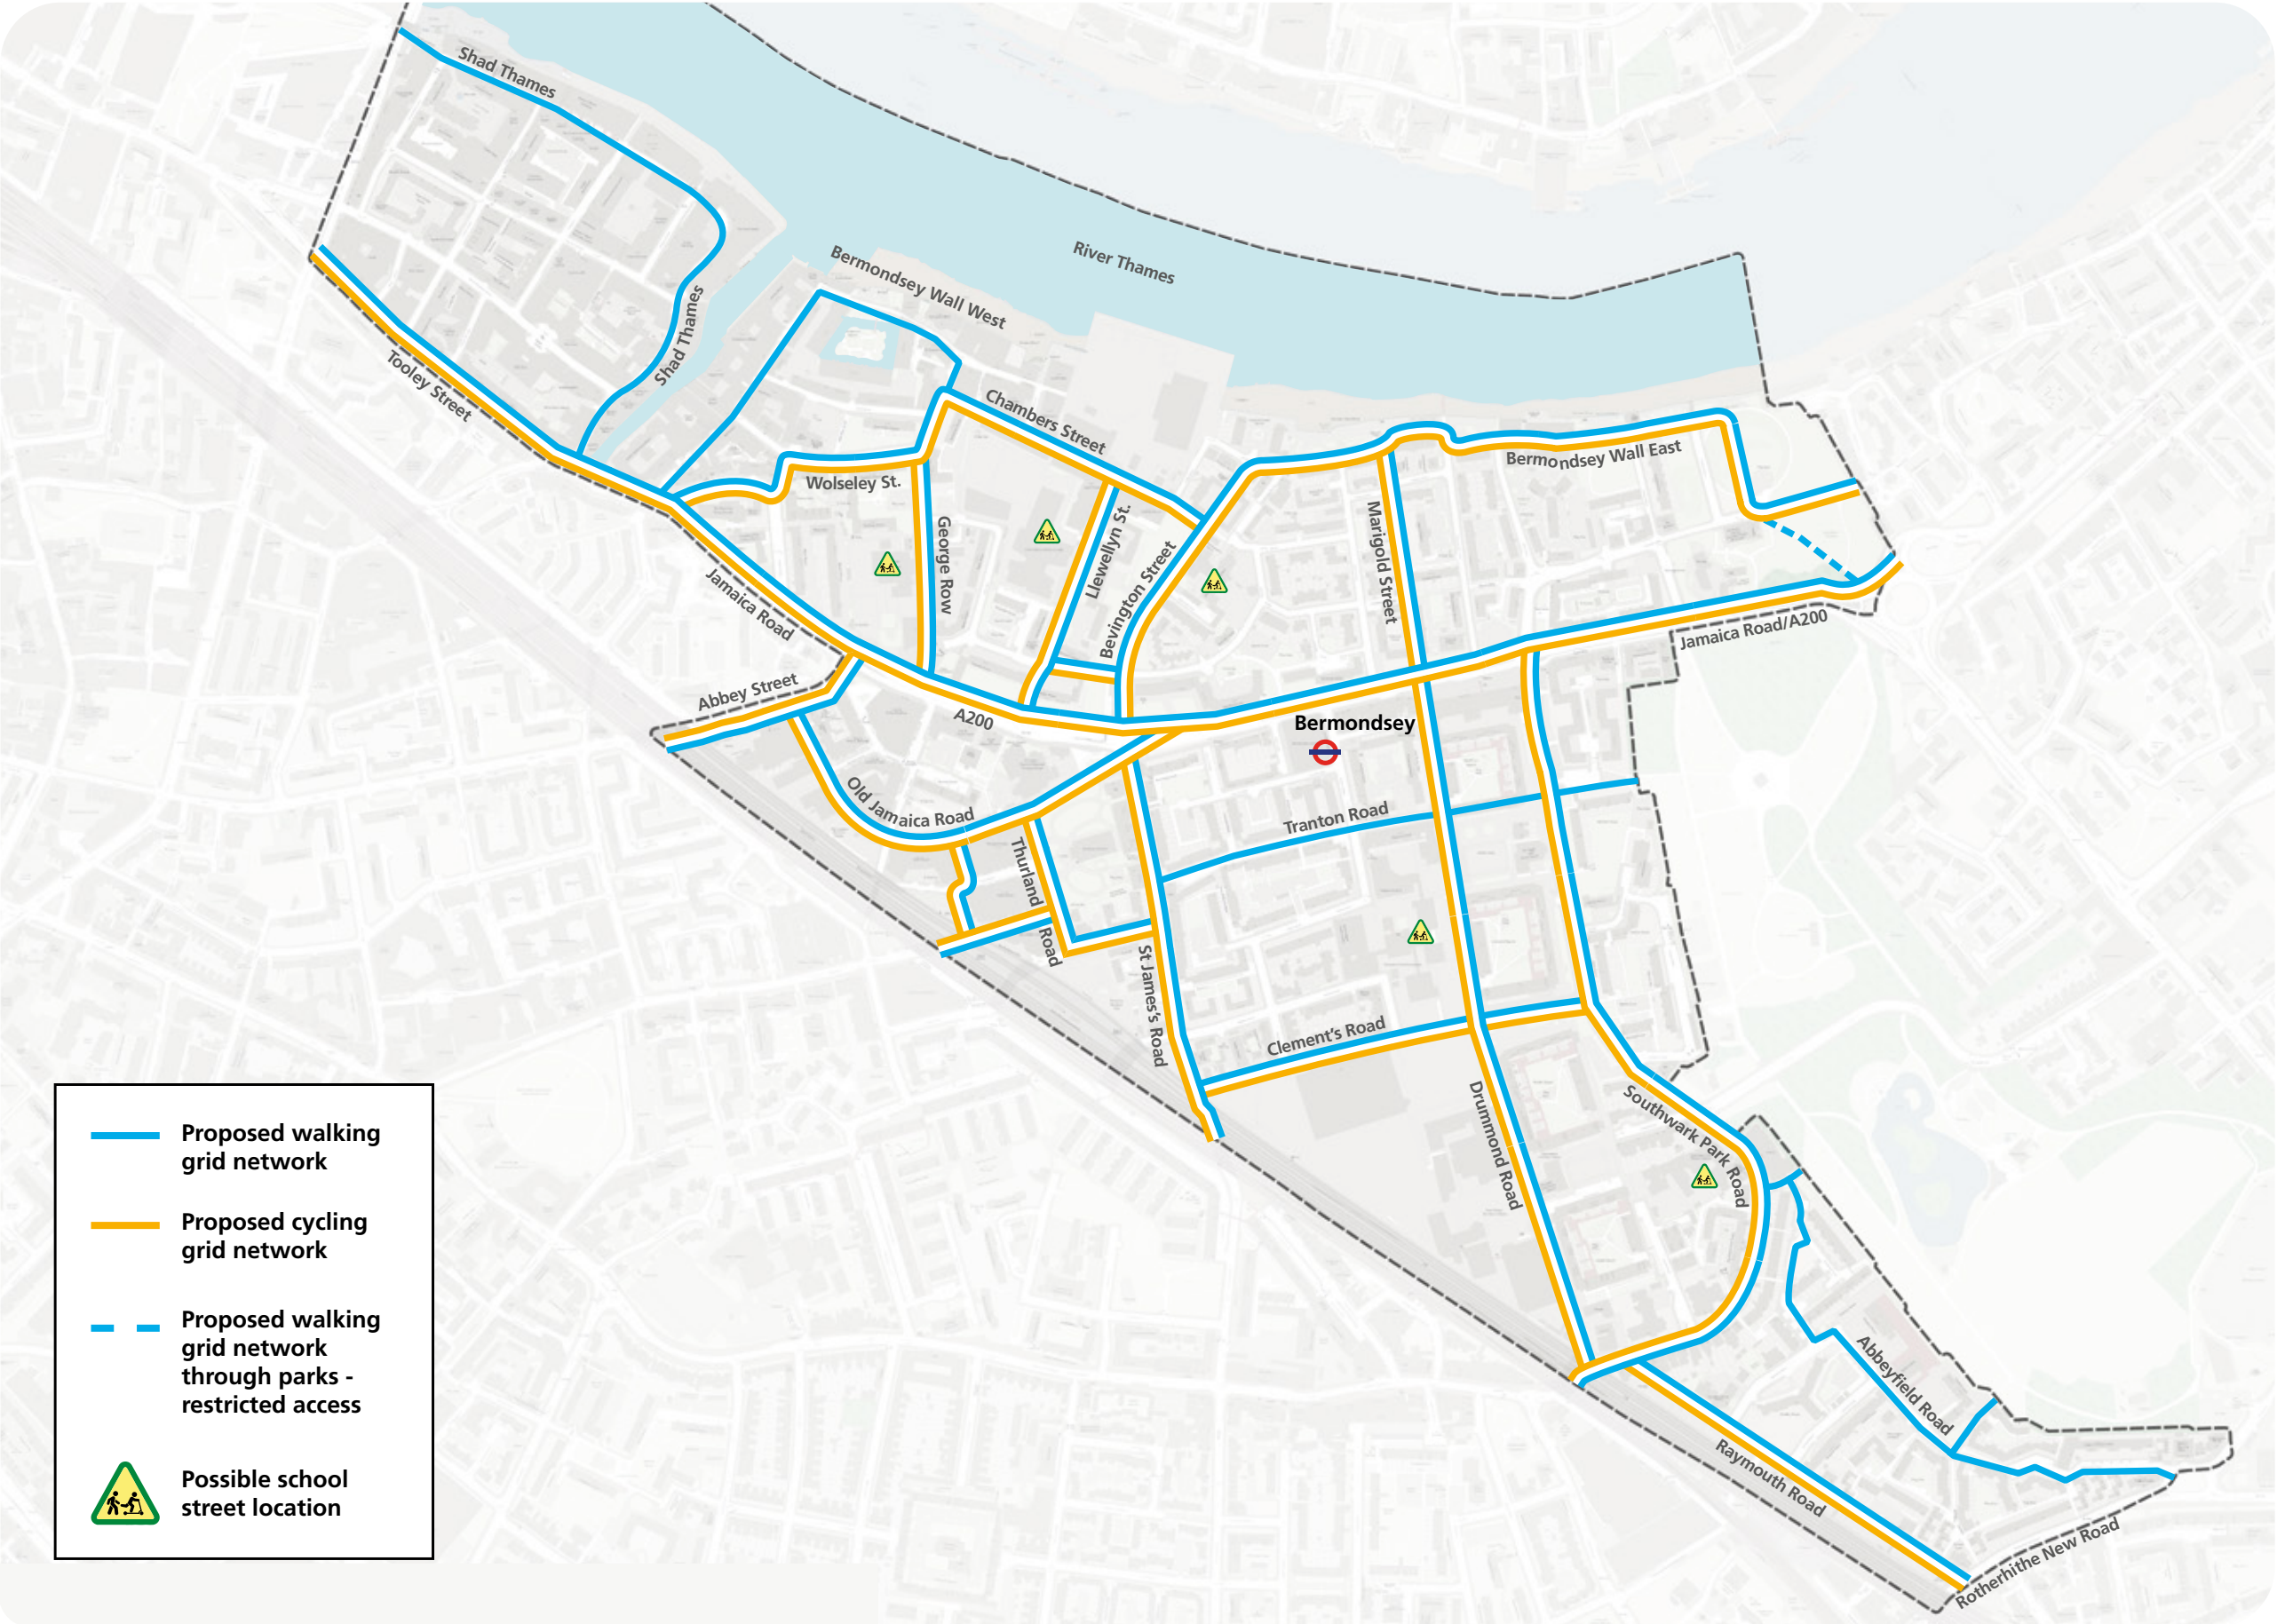 Shad Thames
River Thames
Bermondsey Wall West
Shad Thames
Tooley Street
Chambers Street
Bermondsey Wall East
Wolseley St.
George Row
Llewellyn St.
Marigold Street
Bevington Street
Jamaica Road
Jamaica Road/A200
Abbey Street
A200
Bermondsey
Old Jamaica Road
Tranton Road
Thurland
Road
St James's Road
Clement's Road
Drummond Road
Southwark Park Road
Abbeyfield Road
Raymouth Road
Rotherhithe New Road
Proposed walking
grid network
Proposed cycling
grid network
Proposed walking
grid network
through parks -
restricted access
Possible school
street location